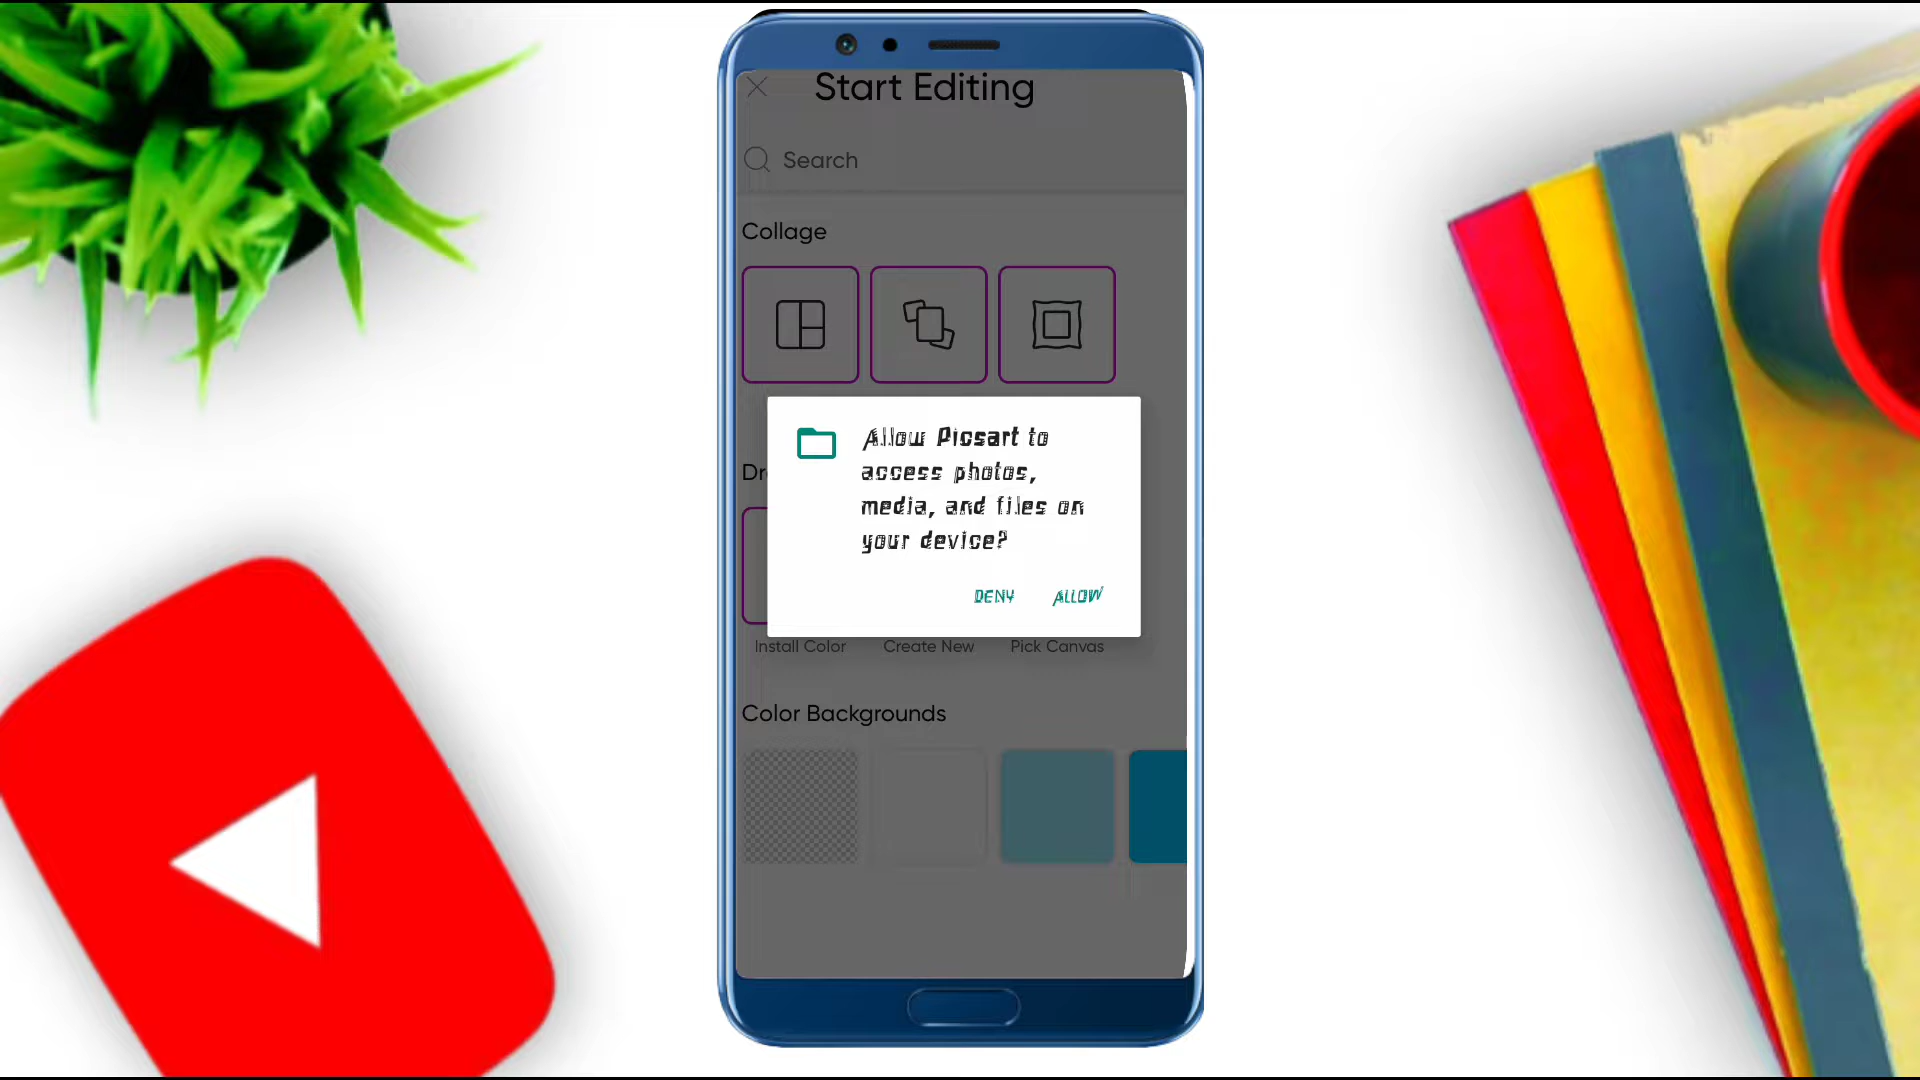 Start Editing
Search
Collage
Allow Picsart to
access photos,
media, and files on
your device?
Dr
DENY ALLOW
Install Color Create New Pick Canvas
Color Backgrounds